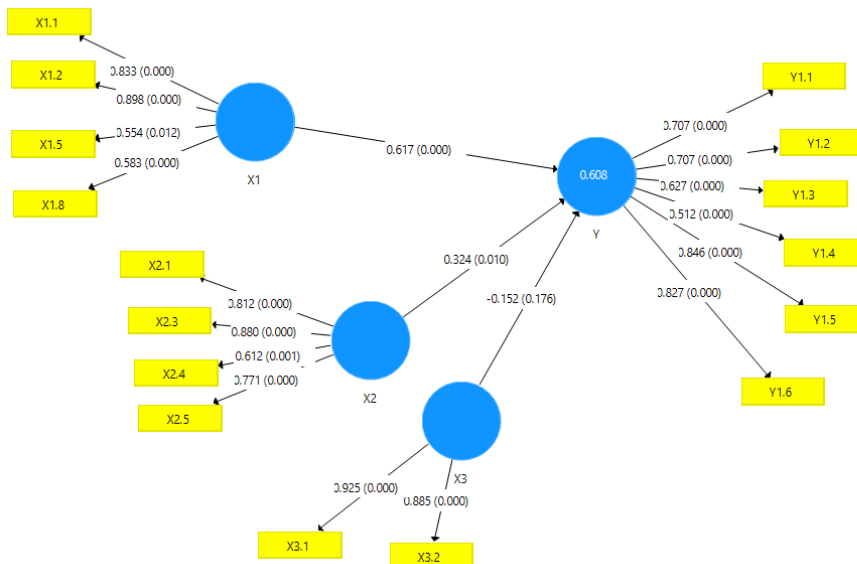 X1.1
X1.2
X1.5
X1.8
0.833 (0.000)
0.898 (0.000)
0.554 (0.012)
0.583 (0.000)
X1
0.617 (0.000)
X2.1
X2.3
X2.4
X2.5
0.812 (0.000)
0.880 (0.000)
0.612 (0.001)
0.771 (0.000)
X2
0.324 (0.010)
-0.152 (0.176)
X3
0.925 (0.000)
0.885 (0.000)
X3.1
X3.2
0.608
Y
0.707 (0.000)
0.707 (0.000)
0.627 (0.000)
0.512 (0.000)
0.846 (0.000)
0.827 (0.000)
Y1.1
Y1.2
Y1.3
Y1.4
Y1.5
Y1.6